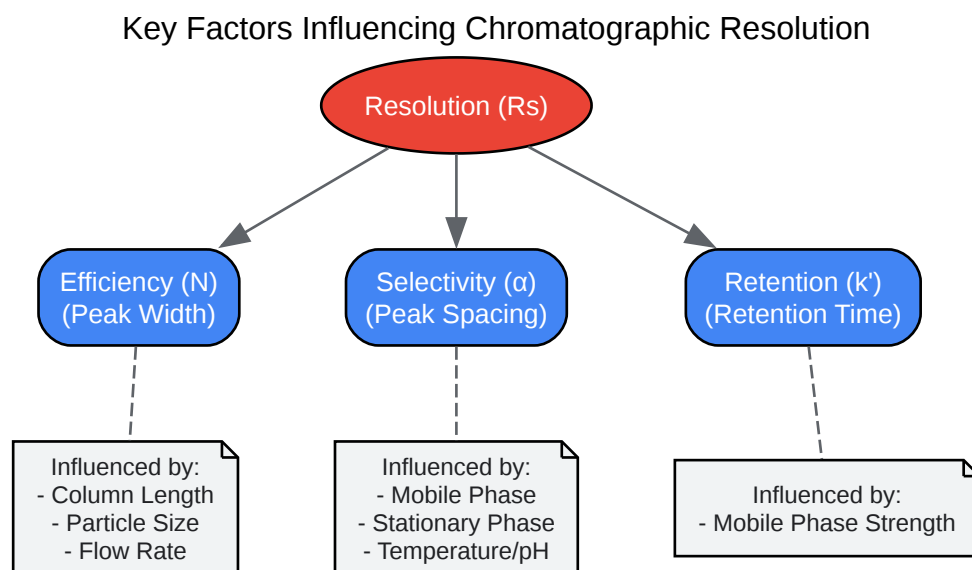 Key Factors Influencing Chromatographic Resolution
Resolution (Rs)
Efficiency (N)
(Peak Width)
Selectivity (α)
(Peak Spacing)
Retention (k')
(Retention Time)
Influenced by:
- Column Length
- Particle Size
- Flow Rate
Influenced by:
- Mobile Phase
- Stationary Phase
- Temperature/pH
Influenced by:
- Mobile Phase Strength